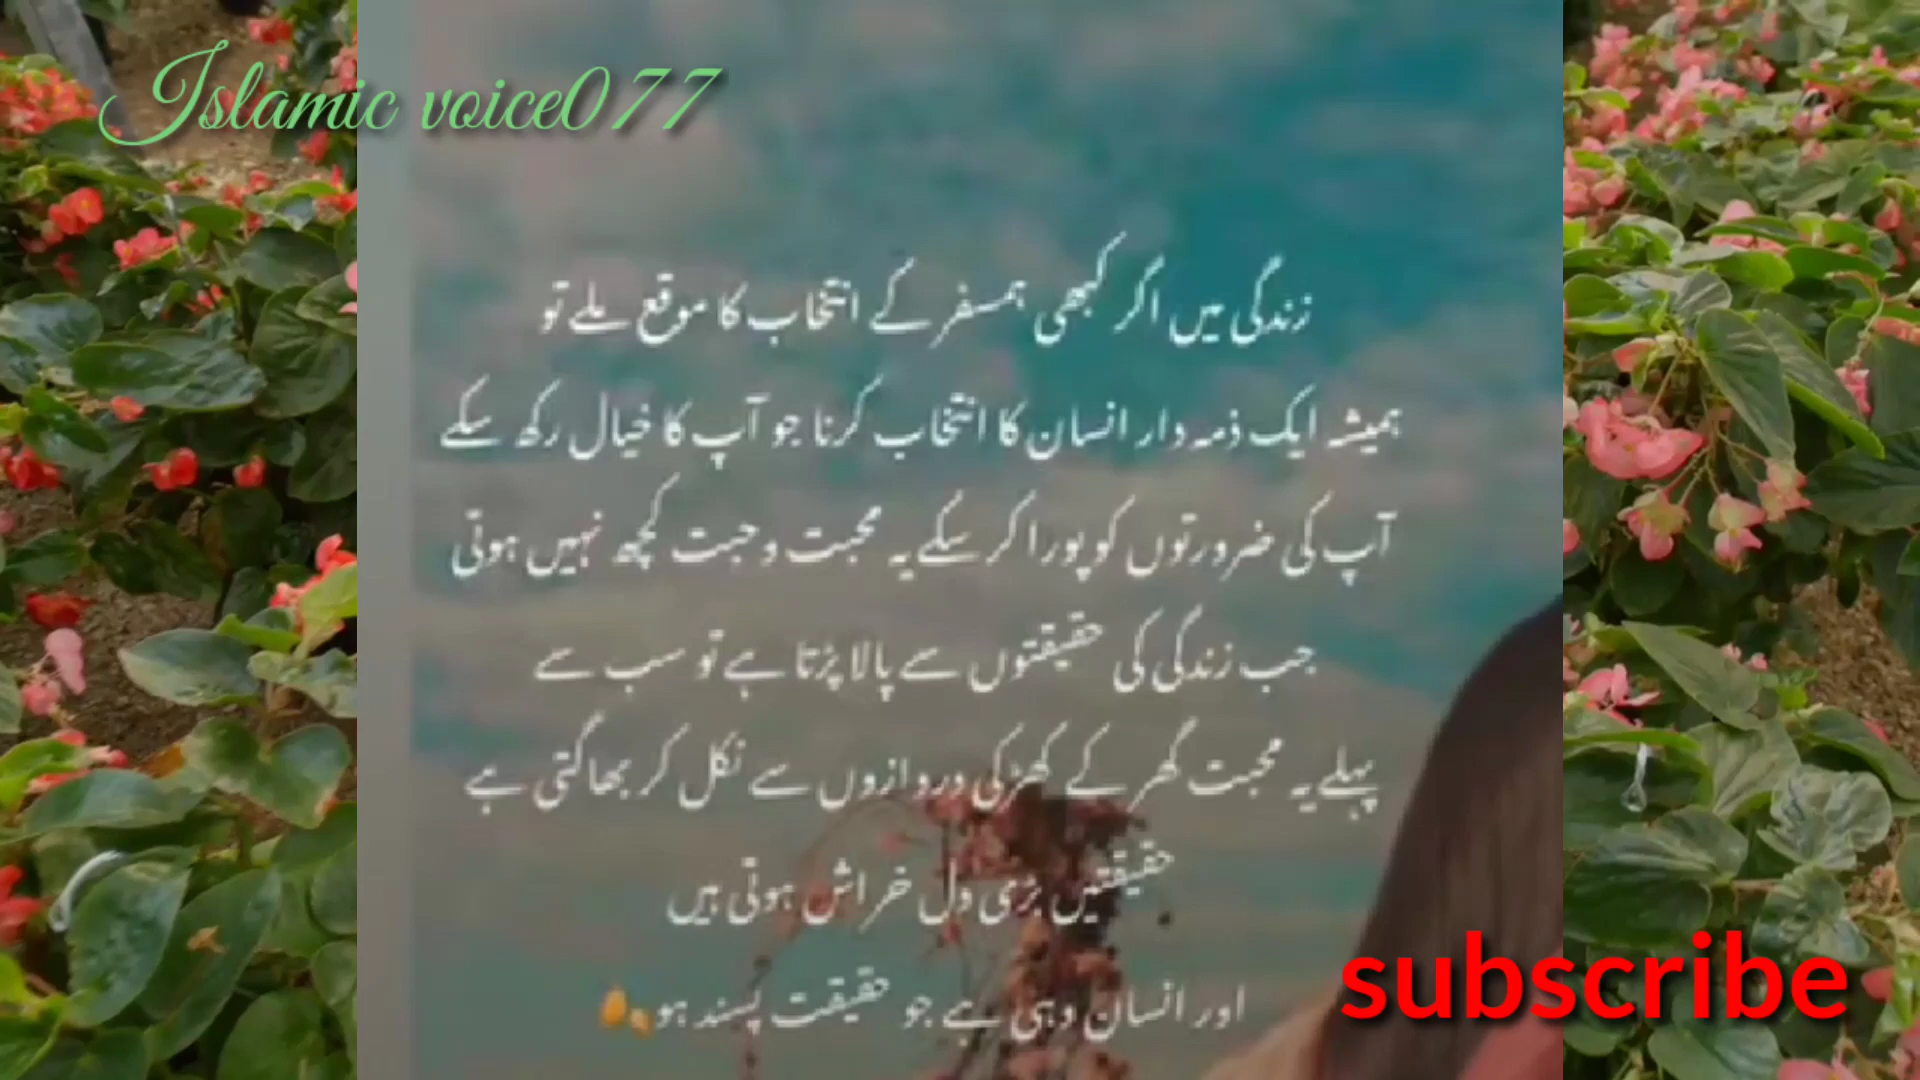 Islamic voice077
زندگی میں اگر کبھی ہمسفر کے انتخاب کا موقع ملے تو
ہمیشہ ایک ذمہ دار انسان کا انتخاب کرنا جو آپ کا خیال رکھ سکے
آپ کی ضرورتوں کو پورا کر سکے یہ محبت وحبت کچھ نہیں ہوتی
جب زندگی کی حقیقتوں سے پالا پڑتا ہے تو سب سے
پہلے یہ محبت گھر کے کھڑکی دروازوں سے نکل کر بھاگتی ہے
حقیقتیں بڑی دل خراش ہوتی ہیں
اور انسان وہی ہے جو حقیقت پسند ہو
subscribe